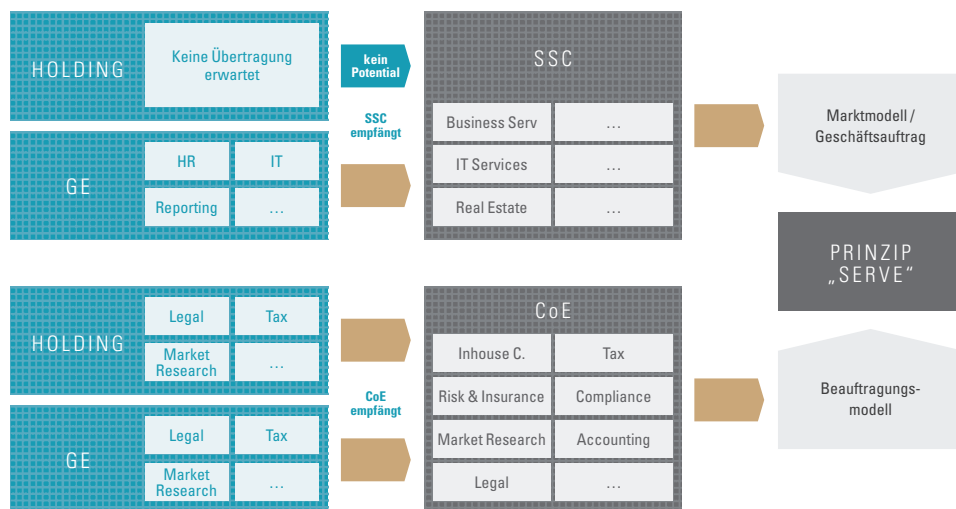 HOLDING
Keine Übertragung
erwartet
kein
Potential
SSC
empfängt
GE
HR
IT
Reporting
...
SSC
Business Serv
...
IT Services
...
Real Estate
...
Marktmodell /
Geschäftsauftrag
PRINZIP
„SERVE“
HOLDING
Legal
Tax
Market
Research
...
CoE
empfängt
GE
Legal
Tax
Market
Research
...
CoE
Inhouse C.
Tax
Risk & Insurance
Compliance
Market Research
Accounting
Legal
...
Beauftragungs-
modell